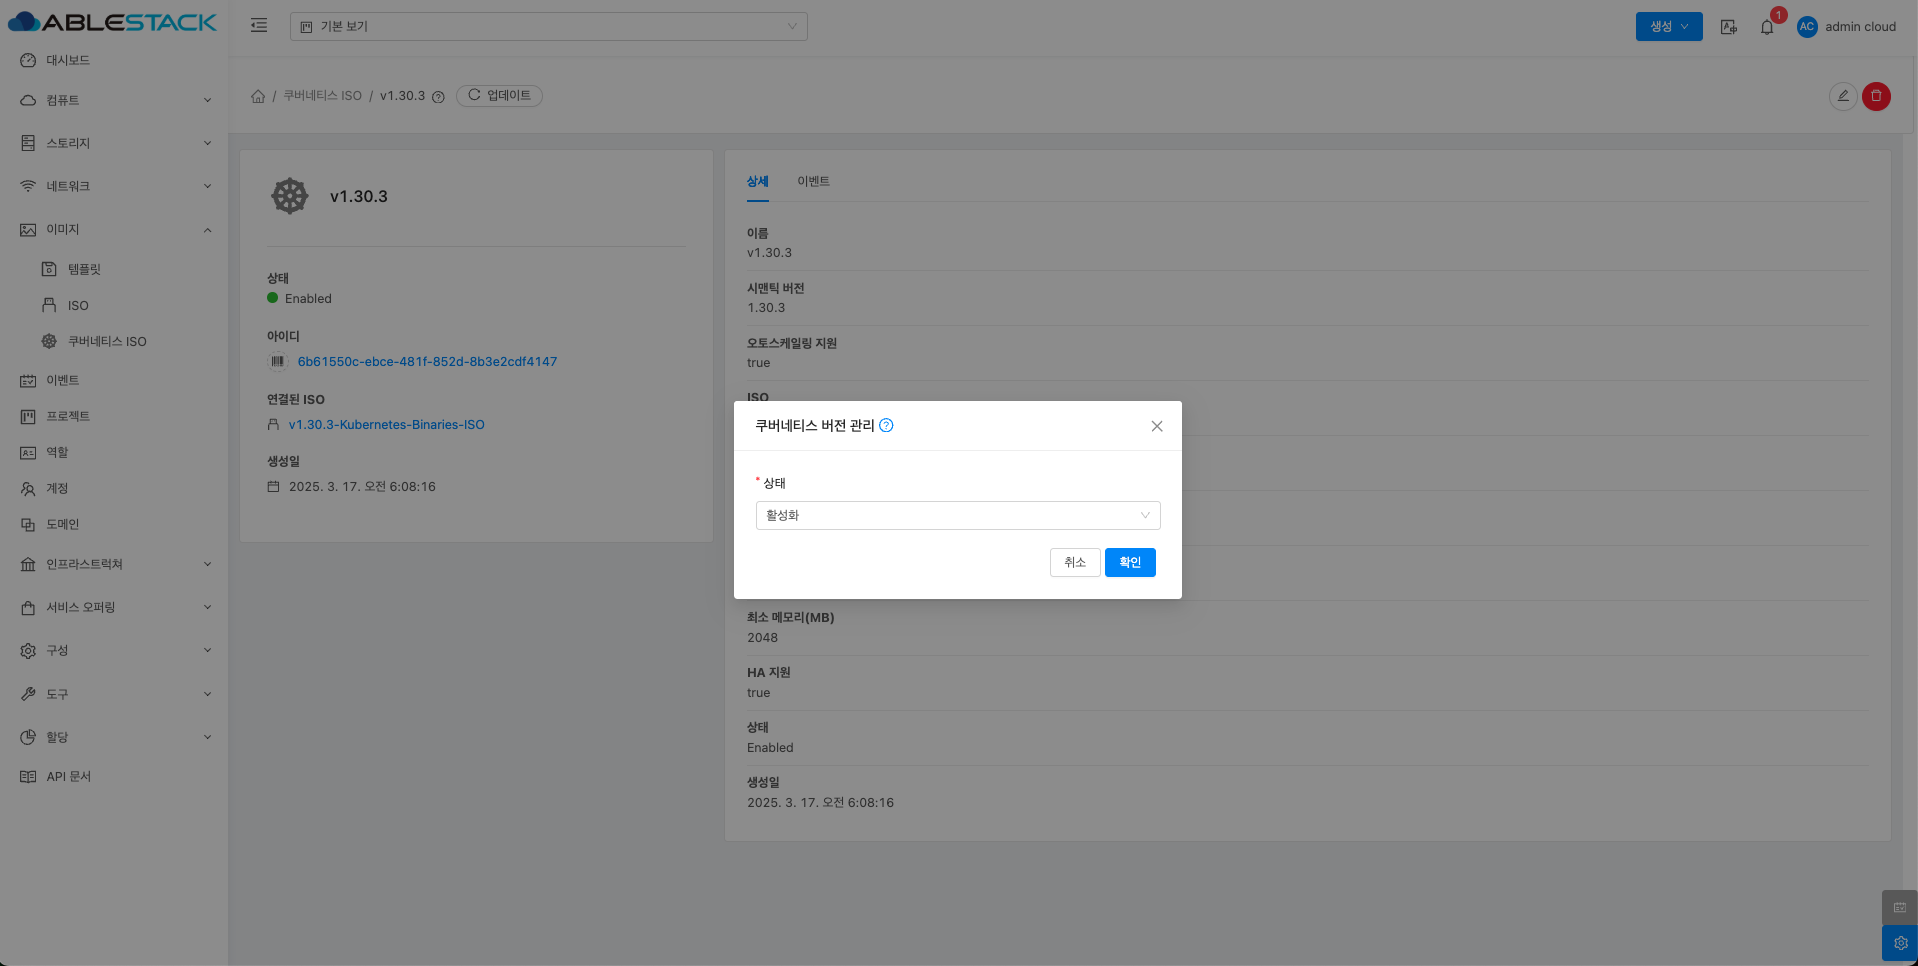 ABLESTACK
기본 보기
생성
1
AC
admin cloud
대시보드
컴퓨트
스토리지
네트워크
이미지
템플릿
ISO
쿠버네티스 ISO
이벤트
프로젝트
역할
계정
도메인
인프라스트럭쳐
서비스 오퍼링
구성
도구
할당
API 문서
/ 쿠버네티스 ISO / v1.30.3
업데이트
v1.30.3
상태
Enabled
아이디
6b61550c-ebce-481f-852d-8b3e2cdf4147
연결된 ISO
v1.30.3-Kubernetes-Binaries-ISO
생성일
2025. 3. 17. 오전 6:08:16
상세
이벤트
이름
v1.30.3
시맨틱 버전
1.30.3
오토스케일링 지원
true
ISO
쿠버네티스 버전 관리
* 상태
활성화
취소
확인
최소 메모리(MB)
2048
HA 지원
true
상태
Enabled
생성일
2025. 3. 17. 오전 6:08:16